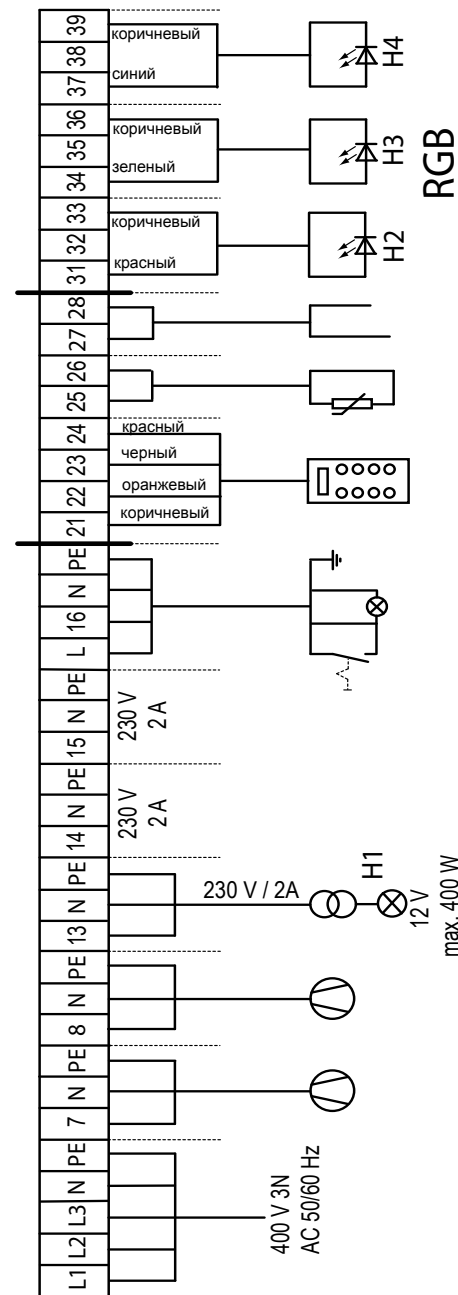 39
38
37
36
35
34
33
32
31
28
27
26
25
24
23
22
21
PE
N
16
L
PE
N
15
PE
N
14
PE
N
13
PE
N
8
PE
N
7
PE
N
L3
L2
L1
коричневый
синий
коричневый
зеленый
коричневый
красный
красный
черный
оранжевый
коричневый
230 V
2 A
230 V
2 A
230 V / 2A
400 V 3N
AC 50/60 Hz
H4
H3
H2
RGB
H1
12 V
max. 400 W